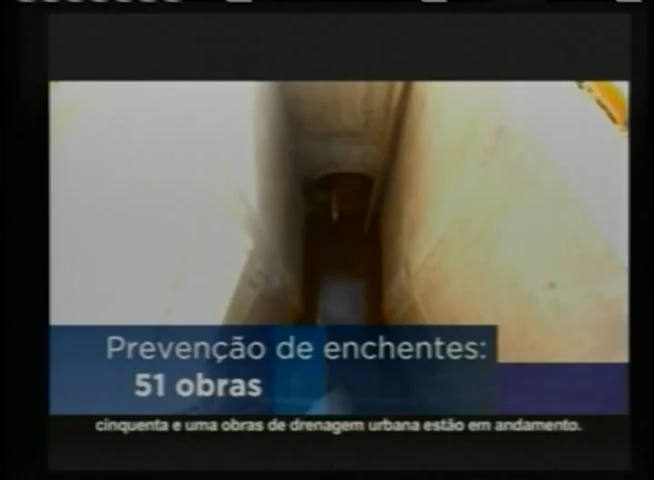 Prevenção de enchentes:
51 obras
cinquenta e uma obras de drenagem urbana estão em andamento.